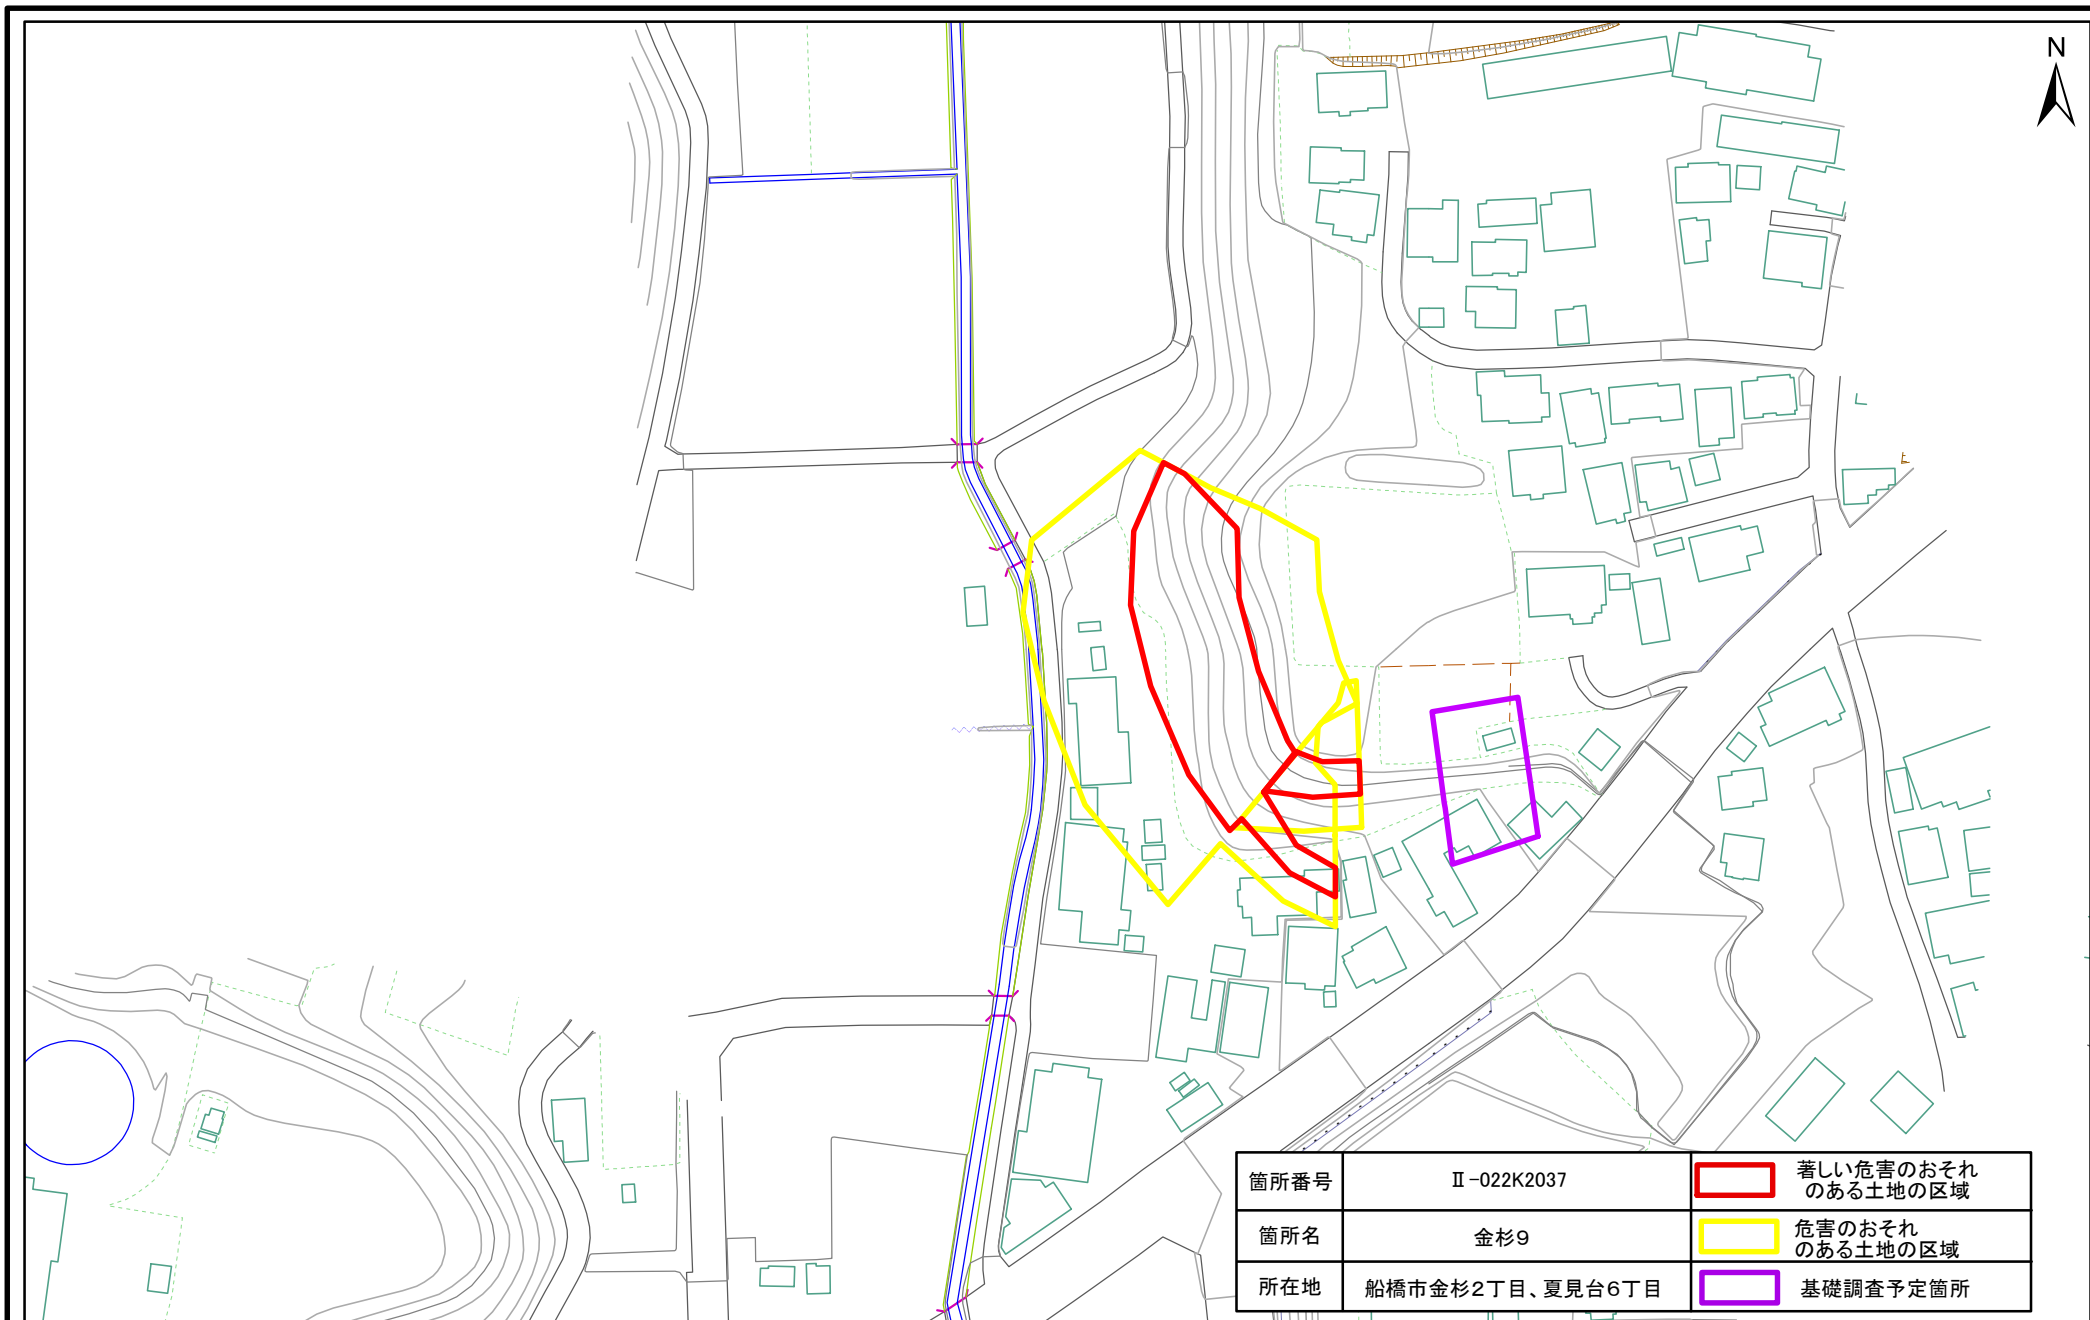 N
箇所番号 Ⅱ-022K2037 著しい危害のおそれ
のある土地の区域
箇所名 金杉9 危害のおそれ
のある土地の区域
所在地 船橋市金杉2丁目、夏見台6丁目 基礎調査予定箇所